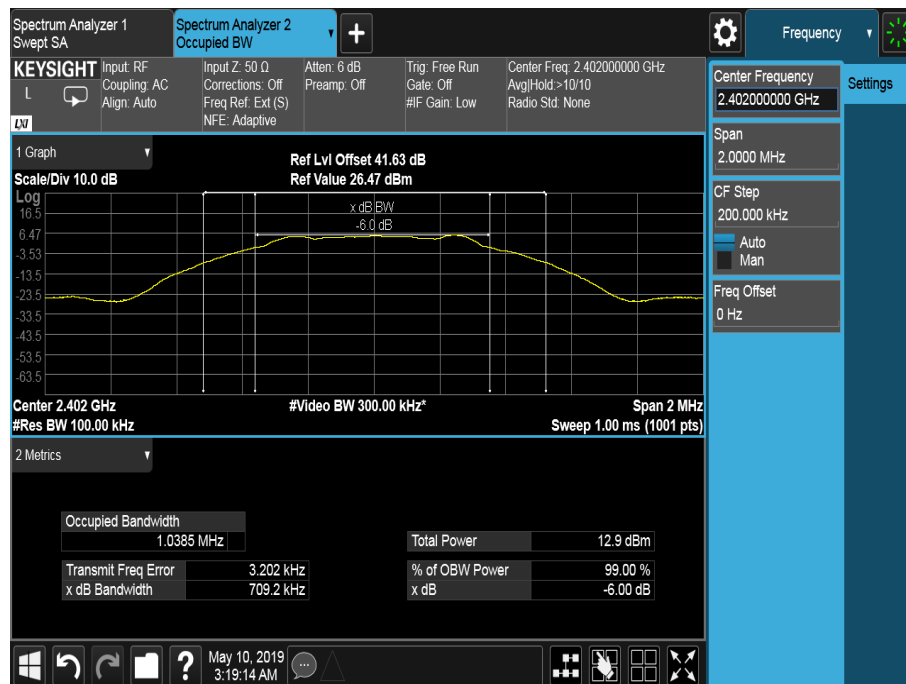 Spectrum Analyzer 1
Swept SA
Spectrum Analyzer 2
Occupied BW
Frequency
KEYSIGHT
L
LXI
Input: RF
Coupling: AC
Align: Auto
Input Z: 50 Ω
Corrections: Off
Freq Ref: Ext (S)
NFE: Adaptive
Atten: 6 dB
Preamp: Off
Trig: Free Run
Gate: Off
#IF Gain: Low
Center Freq: 2.402000000 GHz
Avg|Hold:>10/10
Radio Std: None
Center Frequency
2.402000000 GHz
Settings
Span
2.0000 MHz
CF Step
200.000 kHz
Auto
Man
Freq Offset
0 Hz
1 Graph
Scale/Div 10.0 dB
Ref Lvl Offset 41.63 dB
Ref Value 26.47 dBm
Log
x dB BW
-6.0 dB
16.5
6.47
-3.53
-13.5
-23.5
-33.5
-43.5
-53.5
-63.5
Center 2.402 GHz
#Video BW 300.00 kHz*
Span 2 MHz
#Res BW 100.00 kHz
Sweep 1.00 ms (1001 pts)
2 Metrics
Occupied Bandwidth
1.0385 MHz
Total Power 12.9 dBm
Transmit Freq Error 3.202 kHz
% of OBW Power 99.00 %
x dB Bandwidth 709.2 kHz
x dB -6.00 dB
May 10, 2019
3:19:14 AM